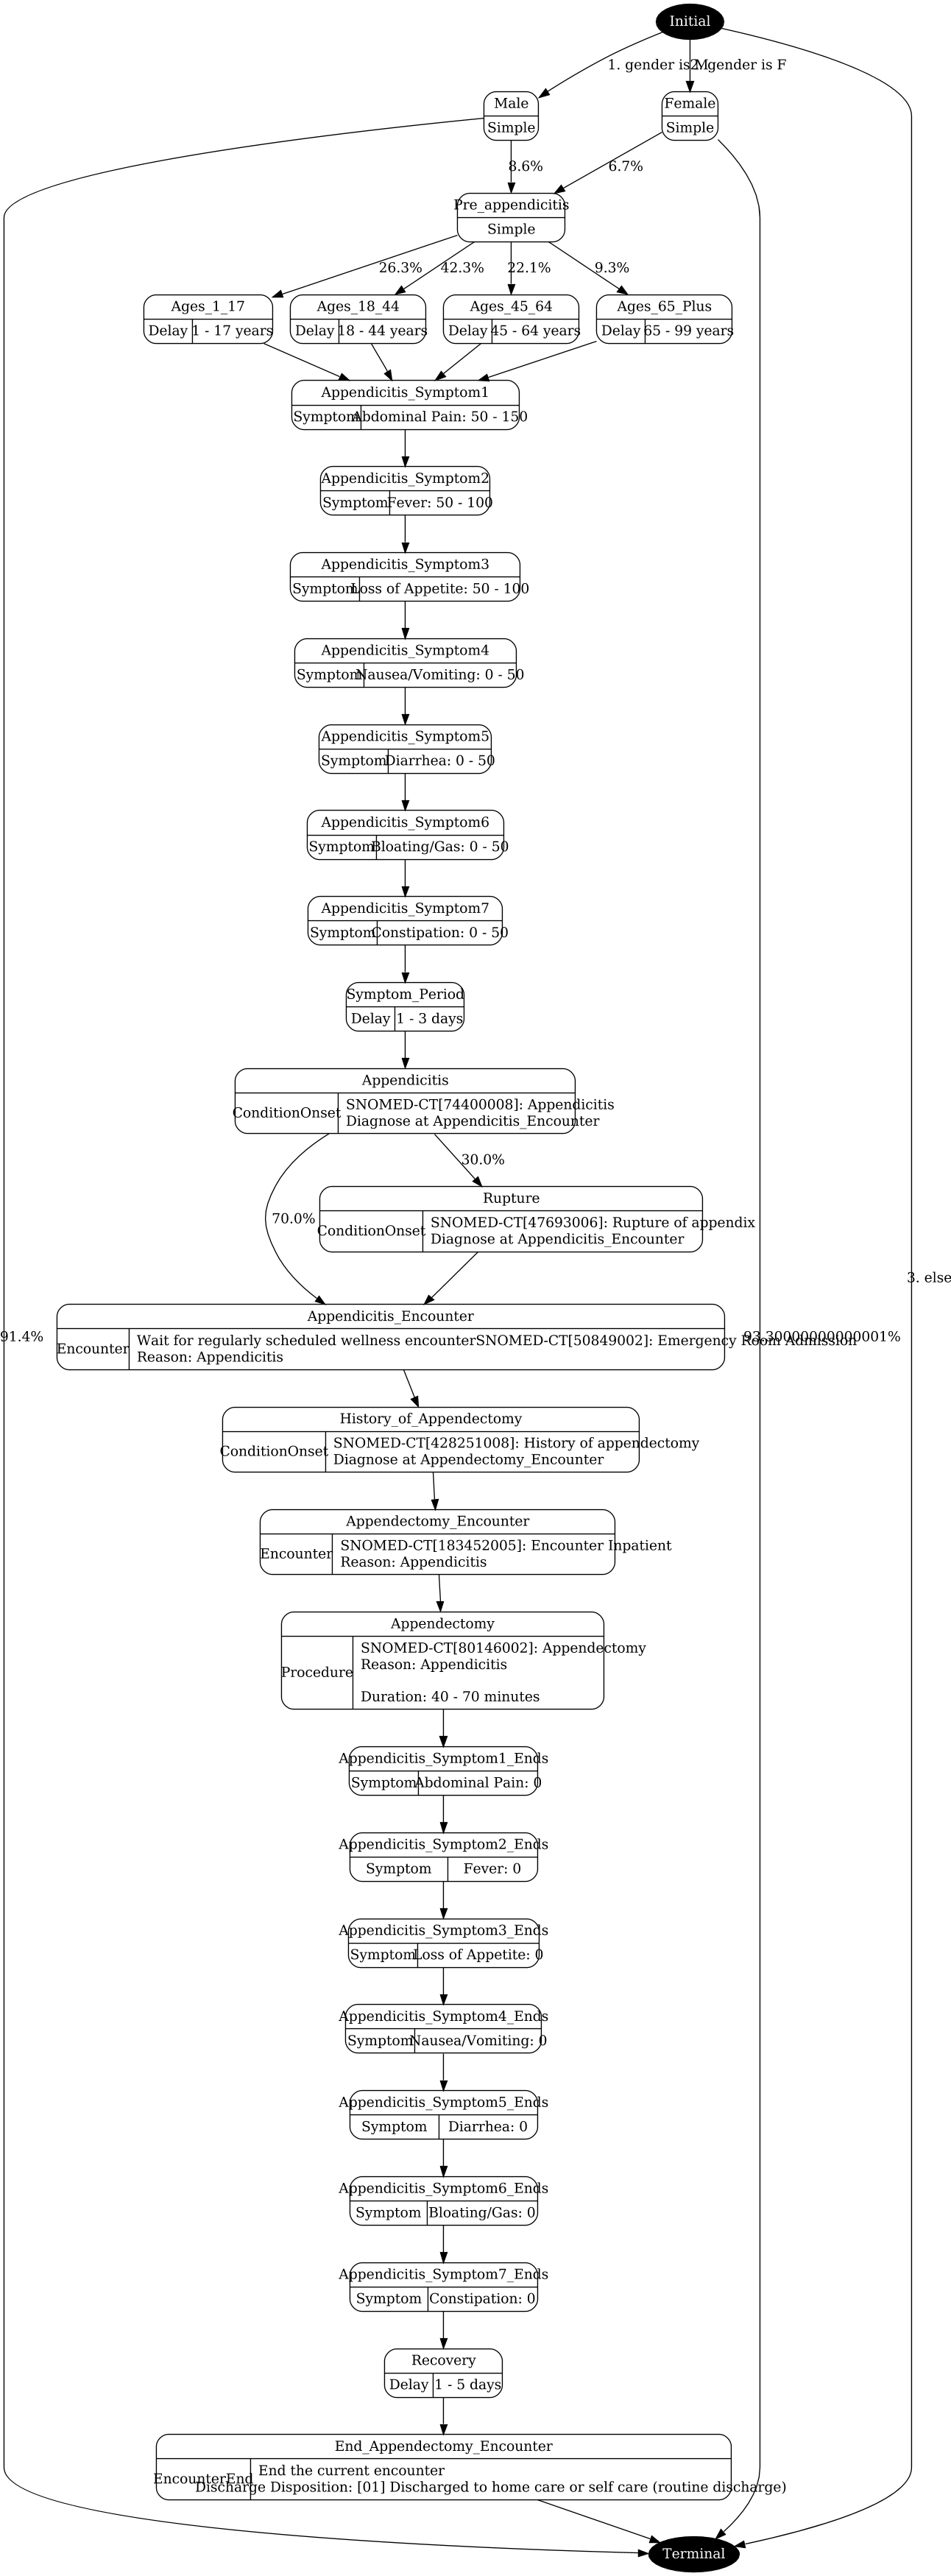 Initial
1. gender is M
2. gender is F
Male
Simple
Female
Simple
8.6%
6.7%
Pre_appendicitis
Simple
26.3%
42.3%
22.1%
9.3%
Ages_1_17
Delay
1 - 17 years
Ages_18_44
Delay
18 - 44 years
Ages_45_64
Delay
45 - 64 years
Ages_65_Plus
Delay
65 - 99 years
Appendicitis_Symptom1
Symptom
Abdominal Pain: 50 - 150
Appendicitis_Symptom2
Symptom
Fever: 50 - 100
Appendicitis_Symptom3
Symptom
Loss of Appetite: 50 - 100
Appendicitis_Symptom4
Symptom
Nausea/Vomiting: 0 - 50
Appendicitis_Symptom5
Symptom
Diarrhea: 0 - 50
Appendicitis_Symptom6
Symptom
Bloating/Gas: 0 - 50
Appendicitis_Symptom7
Symptom
Constipation: 0 - 50
Symptom_Period
Delay
1 - 3 days
Appendicitis
ConditionOnset
SNOMED-CT[74400008]: Appendicitis
Diagnose at Appendicitis_Encounter
30.0%
70.0%
Rupture
ConditionOnset
SNOMED-CT[47693006]: Rupture of appendix
Diagnose at Appendicitis_Encounter
3. else
Appendicitis_Encounter
Encounter
Wait for regularly scheduled wellness encounterSNOMED-CT[50849002]: Emergency Room Admission
Reason: Appendicitis
91.4%
93.30000000000001%
History_of_Appendectomy
ConditionOnset
SNOMED-CT[428251008]: History of appendectomy
Diagnose at Appendectomy_Encounter
Appendectomy_Encounter
Encounter
SNOMED-CT[183452005]: Encounter Inpatient
Reason: Appendicitis
Appendectomy
Procedure
SNOMED-CT[80146002]: Appendectomy
Reason: Appendicitis
Duration: 40 - 70 minutes
Appendicitis_Symptom1_Ends
Symptom
Abdominal Pain: 0
Appendicitis_Symptom2_Ends
Symptom
Fever: 0
Appendicitis_Symptom3_Ends
Symptom
Loss of Appetite: 0
Appendicitis_Symptom4_Ends
Symptom
Nausea/Vomiting: 0
Appendicitis_Symptom5_Ends
Symptom
Diarrhea: 0
Appendicitis_Symptom6_Ends
Symptom
Bloating/Gas: 0
Appendicitis_Symptom7_Ends
Symptom
Constipation: 0
Recovery
Delay
1 - 5 days
End_Appendectomy_Encounter
EncounterEnd
End the current encounter
Discharge Disposition: [01] Discharged to home care or self care (routine discharge)
Terminal